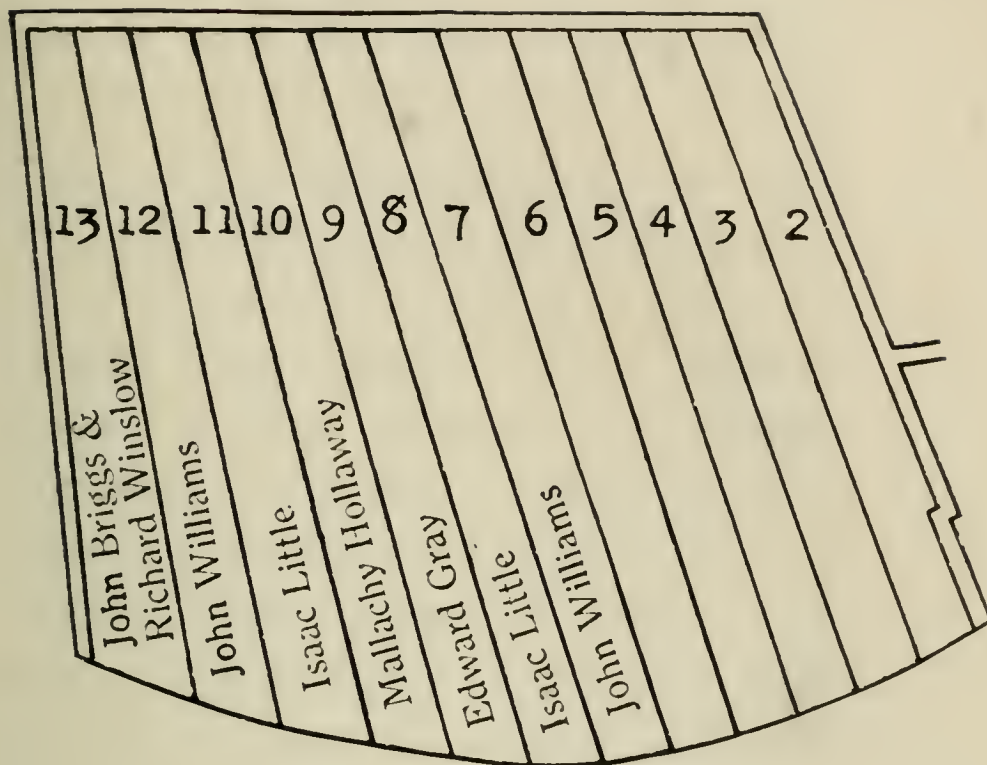 13 12 11 10 9 8 7 6 5 4 3 2
John Briggs &
Richard Winslow
John Williams
Isaac Little
Mallachy Hollaway
Edward Gray
Isaac Little
John Williams